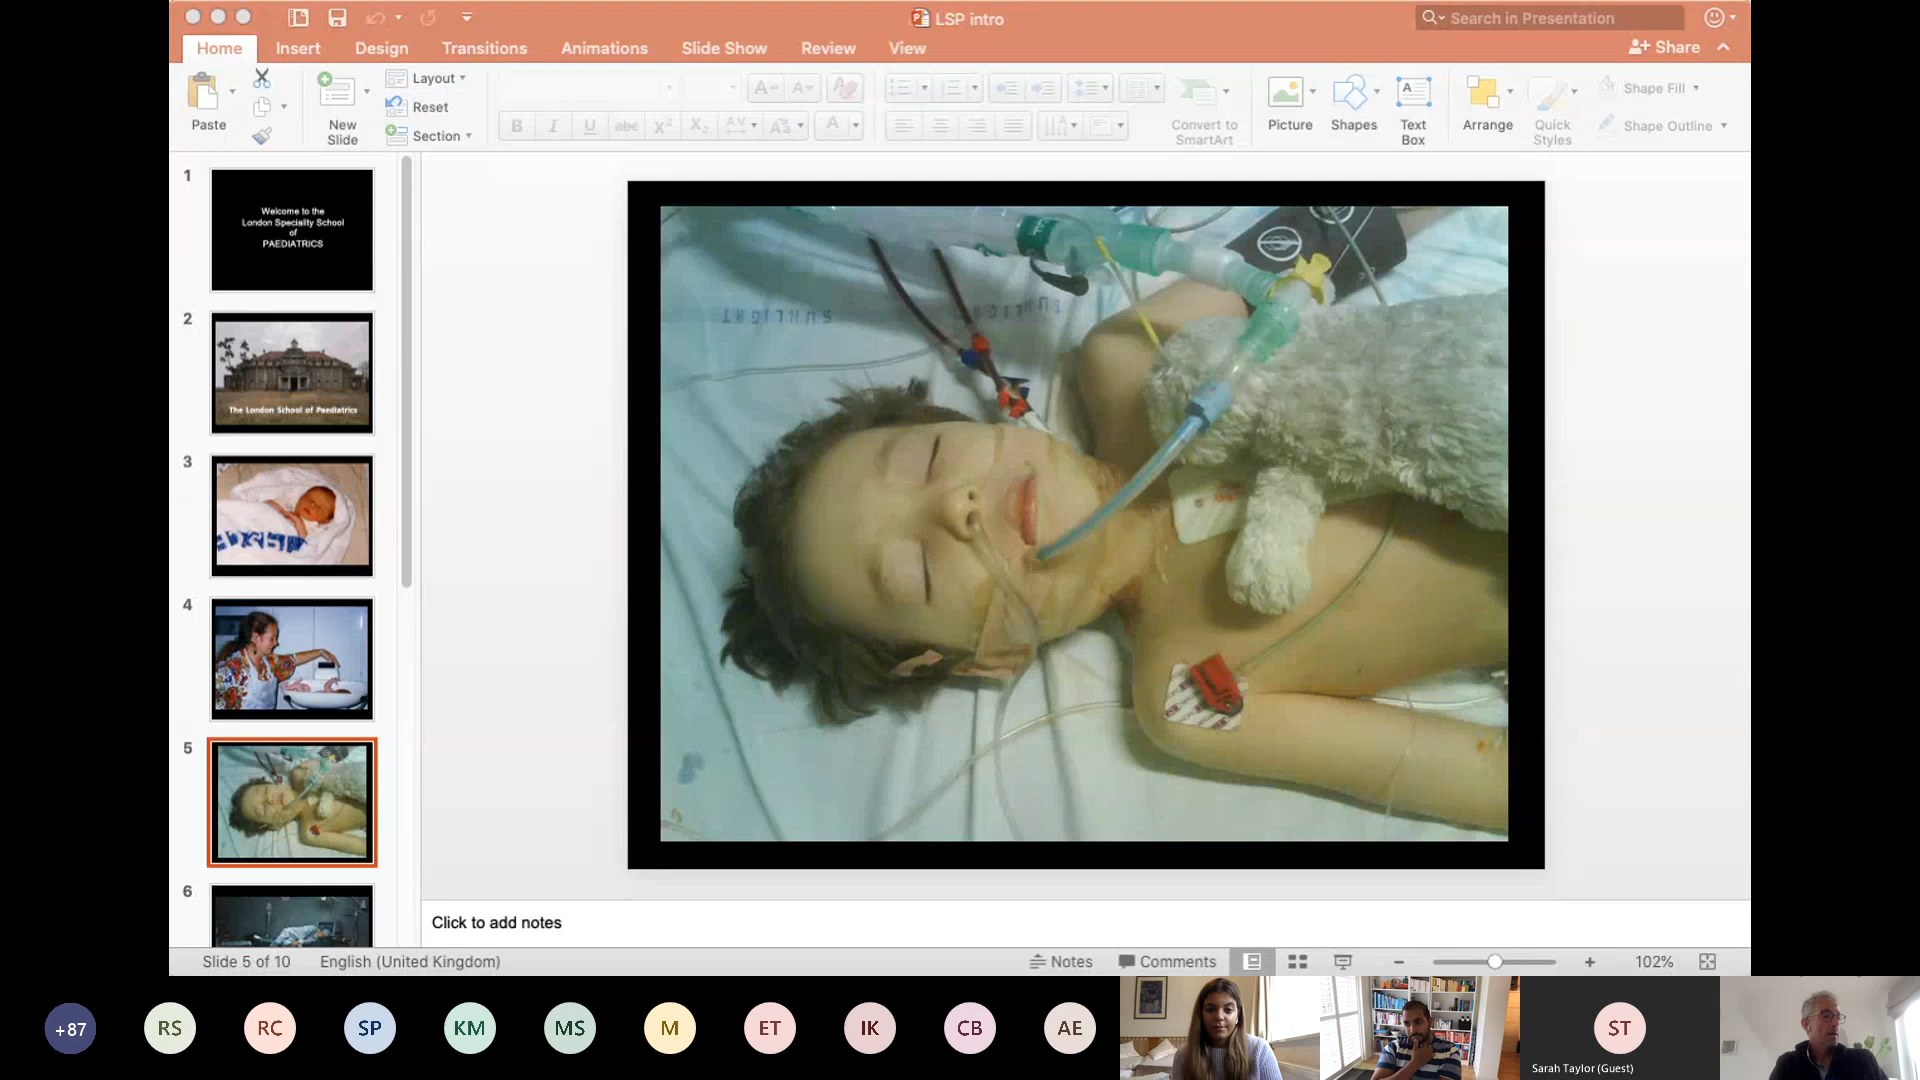 LSP intro
Search in Presentation
Home
Insert
Design
Transitions
Animations
Slide Show
Review
View
Share
Paste
New
Slide
Layout
Reset
Section
Convert to
SmartArt
Picture
Shapes
Text
Box
Arrange
Quick
Styles
Shape Fill
Shape Outline
1
Welcome to the
London Speciality School
of
PAEDIATRICS
2
The London School of Paediatrics
3
4
5
6
SUNLIGHT
SUNLIGHT
Click to add notes
Slide 5 of 10
English (United Kingdom)
Notes
Comments
102%
+87
RS
RC
SP
KM
MS
M
ET
IK
CB
AE
ST
Sarah Taylor (Guest)